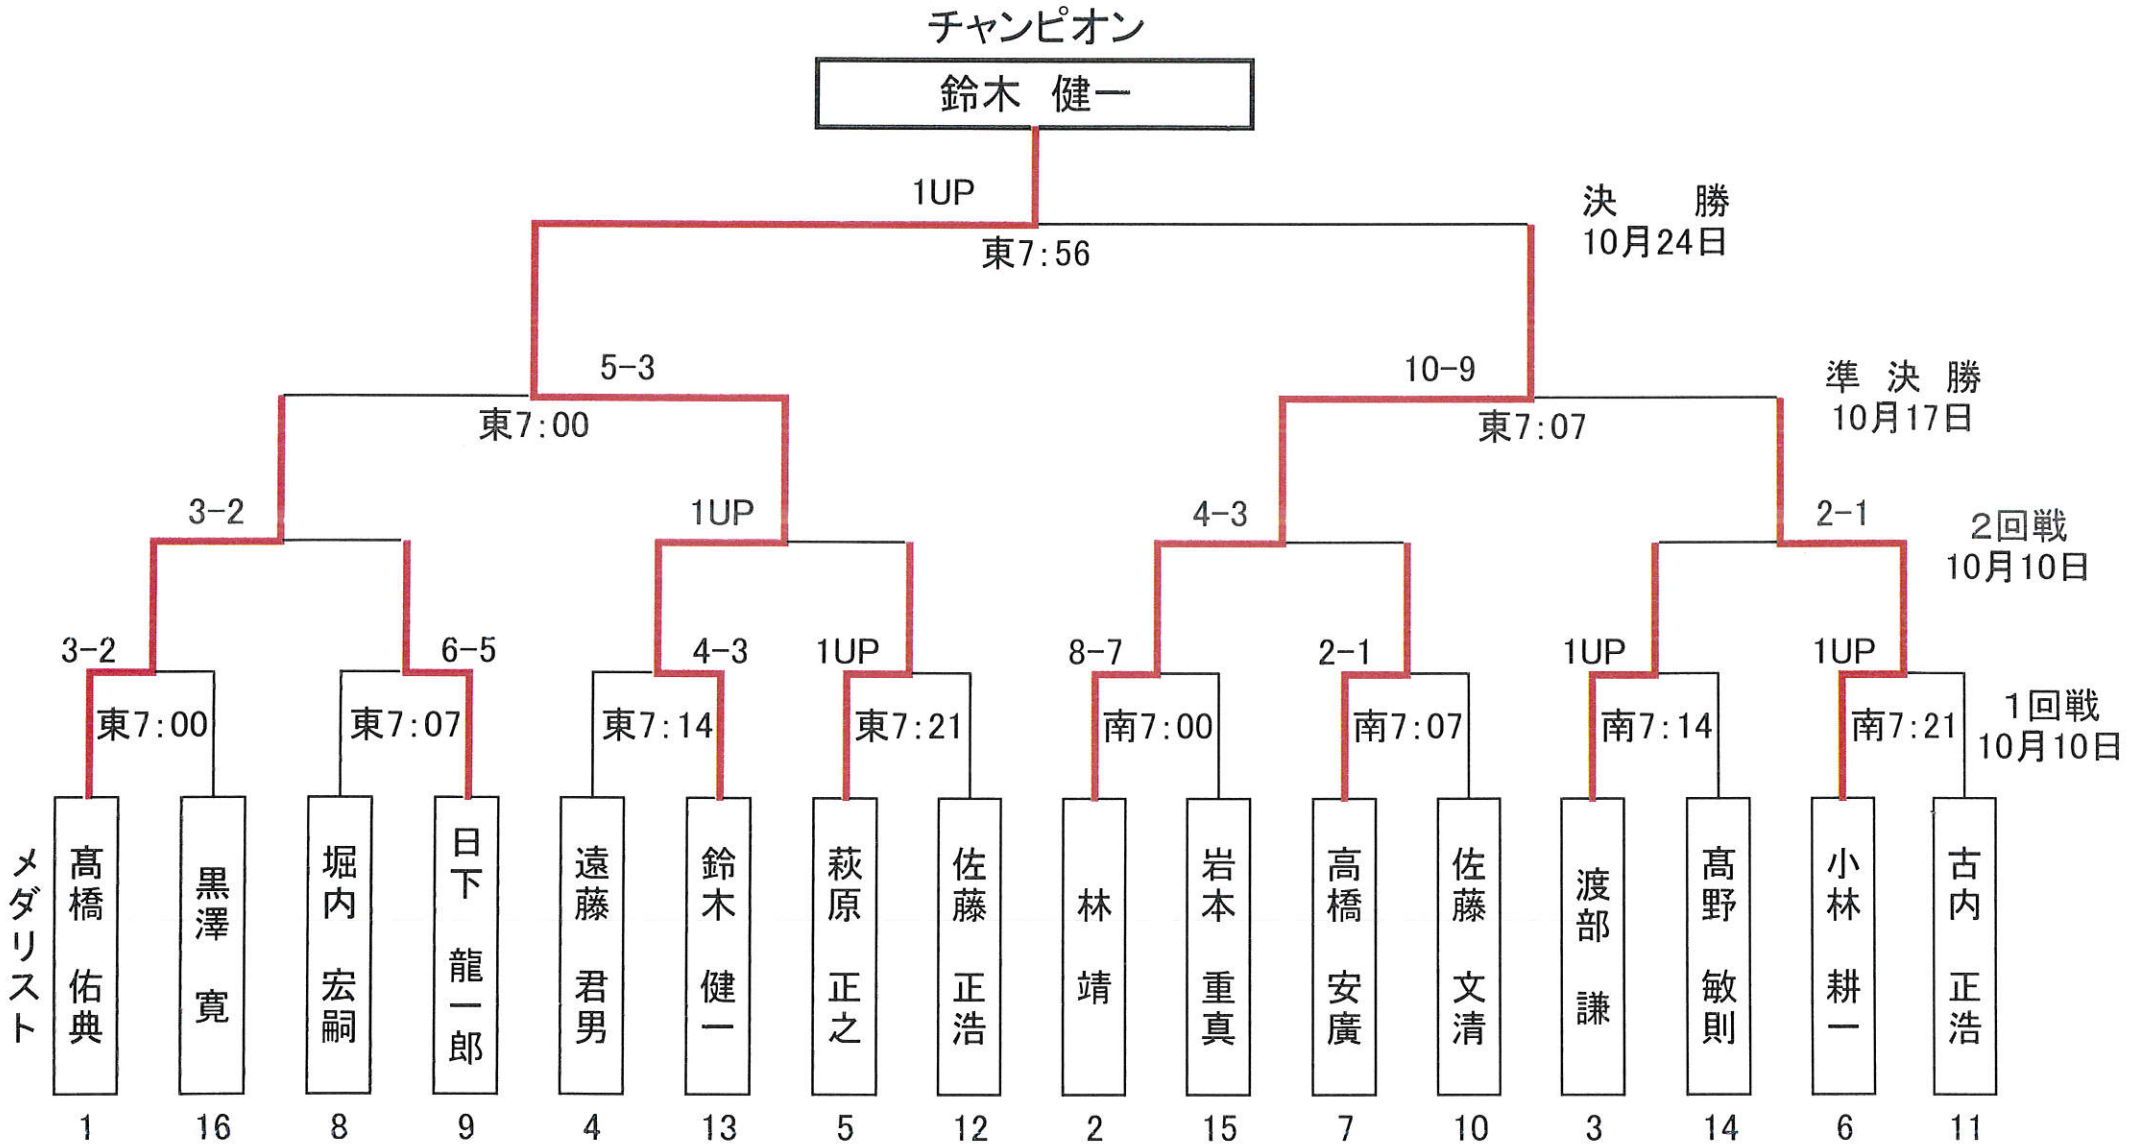 チャンピオン
鈴木 健一
1UP
決 勝
10月24日
東7:56
5-3
10-9
準 決 勝
10月17日
東7:00
東7:07
3-2
1UP
4-3
2-1
2回戦
10月10日
3-2
6-5
4-3
1UP
8-7
2-1
1UP
1UP
1回戦
10月10日
東7:00
東7:07
東7:14
東7:21
南7:00
南7:07
南7:14
南7:21
メダリスト
髙橋 佑典
黒澤 寛
堀内 宏嗣
日下 龍一郎
遠藤 君男
鈴木 健一
萩原 正之
佐藤 正浩
林 靖
岩本 重真
高橋 安廣
佐藤 文清
渡部 謙
髙野 敏則
小林 耕一
古内 正浩
1 16 8 9 4 13 5 12 2 15 7 10 3 14 6 11